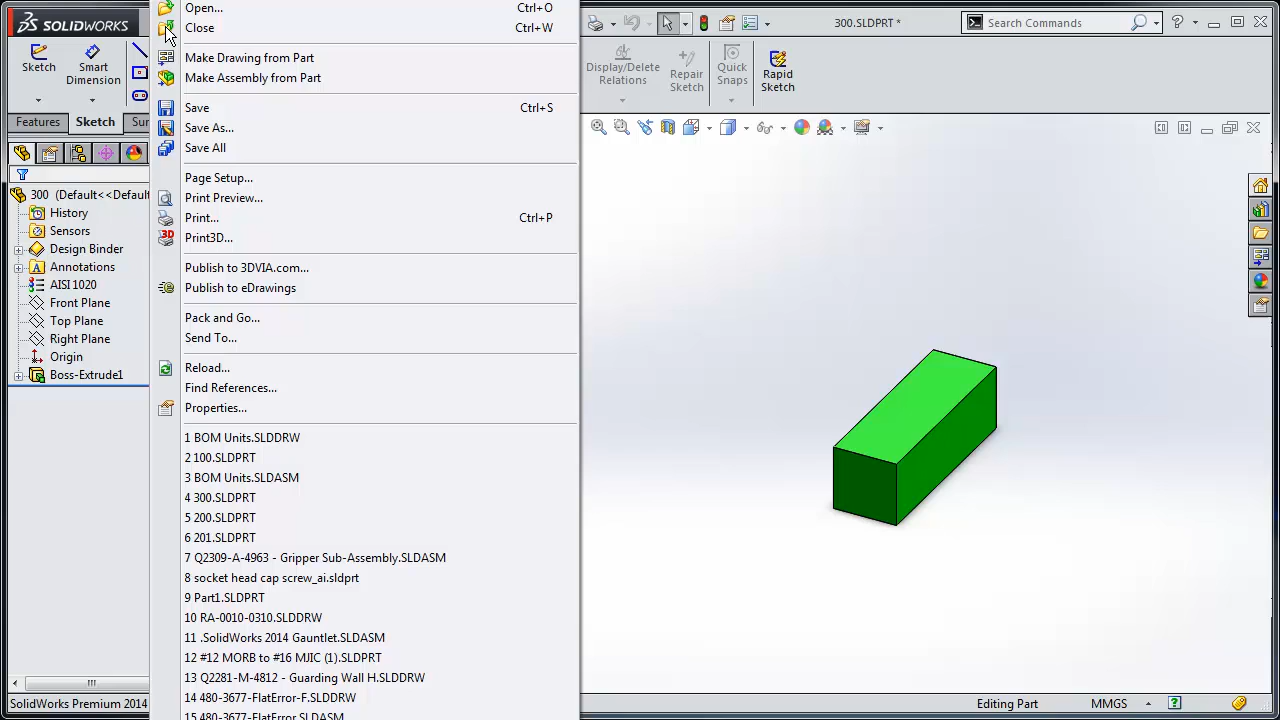 Open... Ctrl+O
Close Ctrl+W
Make Drawing from Part
Make Assembly from Part
Save Ctrl+S
Save As...
Save All
Page Setup...
Print Preview...
Print... Ctrl+P
Print3D...
Publish to 3DVIA.com...
Publish to eDrawings
Pack and Go...
Send To...
Reload...
Find References...
Properties...
1 BOM Units.SLDDRW
2 100.SLDPRT
3 BOM Units.SLDASM
4 300.SLDPRT
5 200.SLDPRT
6 201.SLDPRT
7 Q2309-A-4963 - Gripper Sub-Assembly.SLDASM
8 socket head cap screw_ai.sldprt
9 Part1.SLDPRT
10 RA-0010-0310.SLDDRW
11 .SolidWorks 2014 Gauntlet.SLDASM
12 #12 MORB to #16 MJIC (1).SLDPRT
13 Q2281-M-4812 - Guarding Wall H.SLDDRW
14 480-3677-FlatError-F.SLDDRW
15 480-3677-FlatError.SLDASM
SOLIDWORKS
300.SLDPRT *
Search Commands
Sketch
Smart Dimension
Display/Delete Relations
Repair Sketch
Quick Snaps
Rapid Sketch
Features
Sketch
Sur
300 (Default<<Default
History
Sensors
Design Binder
Annotations
AISI 1020
Front Plane
Top Plane
Right Plane
Origin
Boss-Extrude1
SolidWorks Premium 2014
Editing Part
MMGS